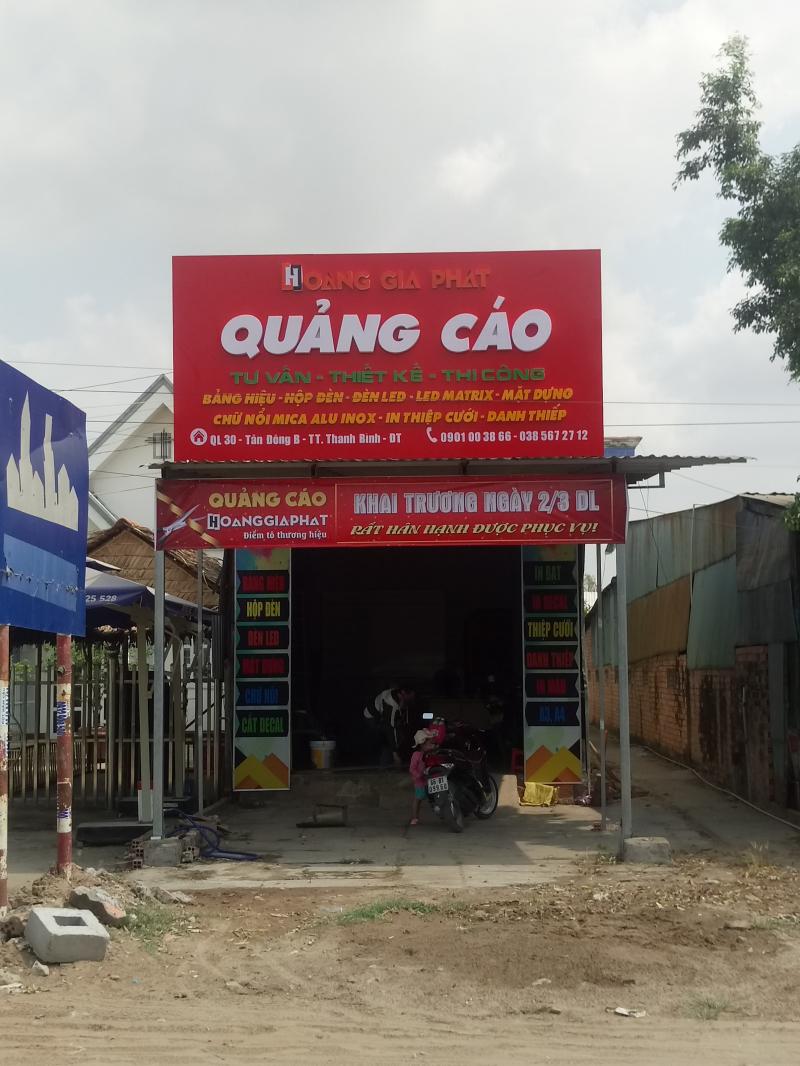 HOANG GIA PHAT
QUẢNG CÁO
TƯ VẤN - THIẾT KẾ - THI CÔNG
BẢNG HIỆU - HỘP ĐÈN - ĐÈN LED - LED MATRIX - MẶT DỰNG
CHỮ NỔI MICA ALU INOX - IN THIỆP CƯỚI - DANH THIẾP
QL 30 - Tân Đông B - TT. Thanh Bình - ĐT
0901 00 38 66 - 038 567 27 12
QUẢNG CÁO
HOANGGIAPHAT
Điểm tô thương hiệu
KHAI TRƯƠNG NGÀY 2/3 DL
RẤT HÂN HẠNH ĐƯỢC PHỤC VỤ!
BẢNG HIỆU
HỘP ĐÈN
ĐÈN LED
MẶT DỰNG
CHỮ NỔI
CẮT DECAL
IN BẠT
IN DECAL
THIỆP CƯỚI
DANH THIẾP
IN MÀU
A3, A4
25 528